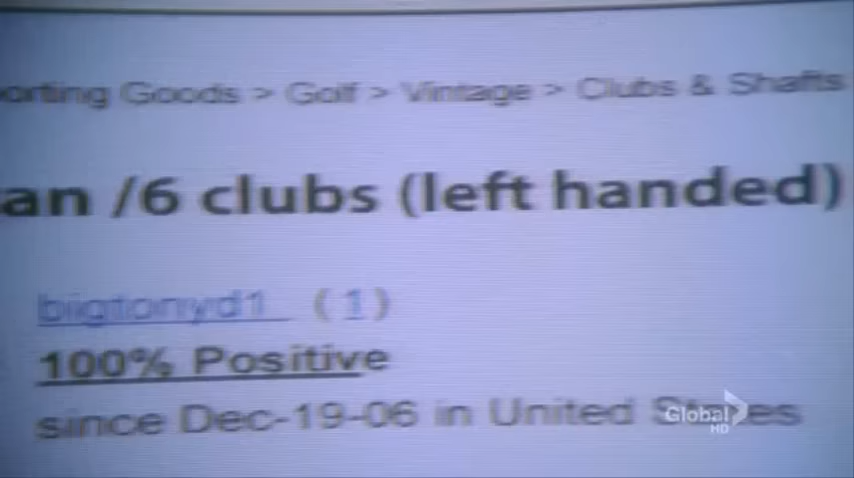 orting Goods > Golf > Vintage > Clubs & Shafts
an /6 clubs (left handed)
bigtonyd1 (1)
100% Positive
since Dec-19-06 in United States
Global
HD